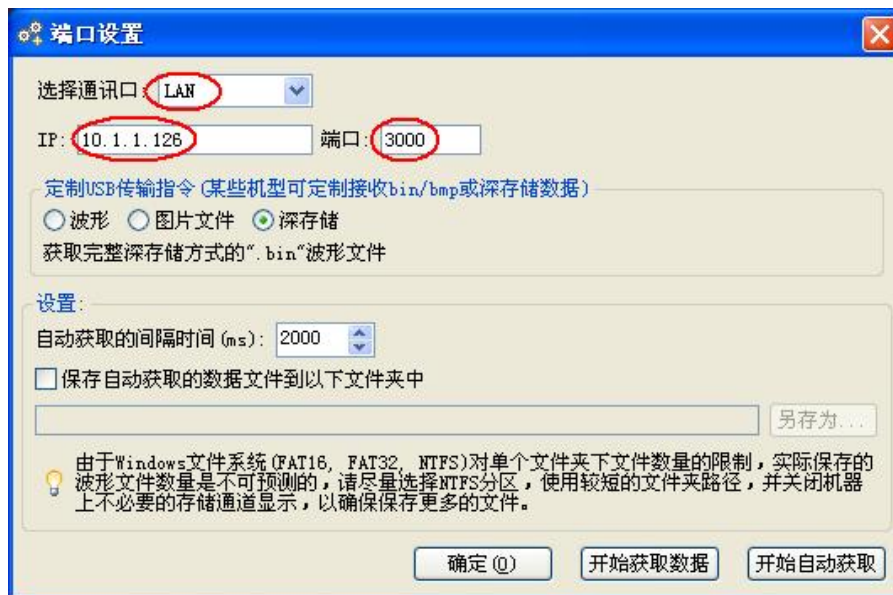 端口设置
选择通讯口: LAN
IP: 10.1.1.126 端口: 3000
定制USB传输指令(某些机型可定制接收bin/bmp或深存储数据)
波形 图片文件 深存储
获取完整深存储方式的".bin"波形文件
设置:
自动获取的间隔时间(ms): 2000
保存自动获取的数据文件到以下文件夹中
另存为...
由于Windows文件系统(FAT16, FAT32, NTFS)对单个文件夹下文件数量的限制，实际保存的
波形文件数量是不可预测的，请尽量选择NTFS分区，使用较短的文件夹路径，并关闭机器
上不必要的存储通道显示，以确保保存更多的文件。
确定(O) 开始获取数据 开始自动获取